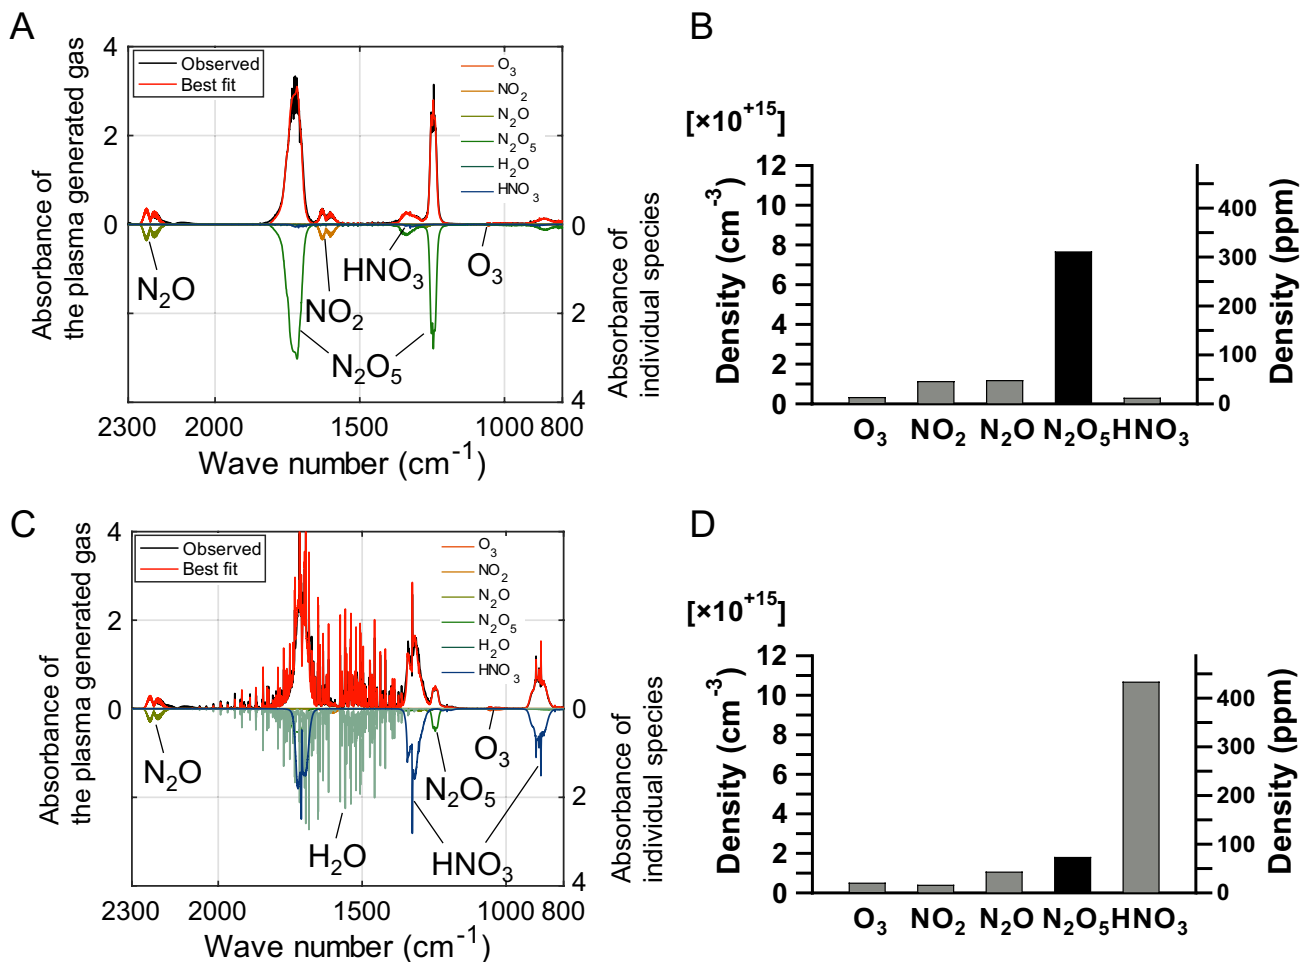 A
Absorbance of
the plasma generated gas
4
2
0
Observed
Best fit
O₃
NO₂
N₂O
N₂O₅
H₂O
HNO₃
N₂O
NO₂
N₂O₅
HNO₃
O₃
0
2
4
Absorbance of
individual species
2300 2000 1500 1000 800
Wave number (cm⁻¹)
B
[×10⁺¹⁵]
Density (cm⁻³)
12
10
8
6
4
2
0
400
300
200
100
0
Density (ppm)
O₃ NO₂ N₂O N₂O₅ HNO₃
C
Absorbance of
the plasma generated gas
4
2
0
Observed
Best fit
O₃
NO₂
N₂O
N₂O₅
H₂O
HNO₃
N₂O
H₂O
O₃
N₂O₅
HNO₃
0
2
4
Absorbance of
individual species
2300 2000 1500 1000 800
Wave number (cm⁻¹)
D
[×10⁺¹⁵]
Density (cm⁻³)
12
10
8
6
4
2
0
400
300
200
100
0
Density (ppm)
O₃ NO₂ N₂O N₂O₅ HNO₃